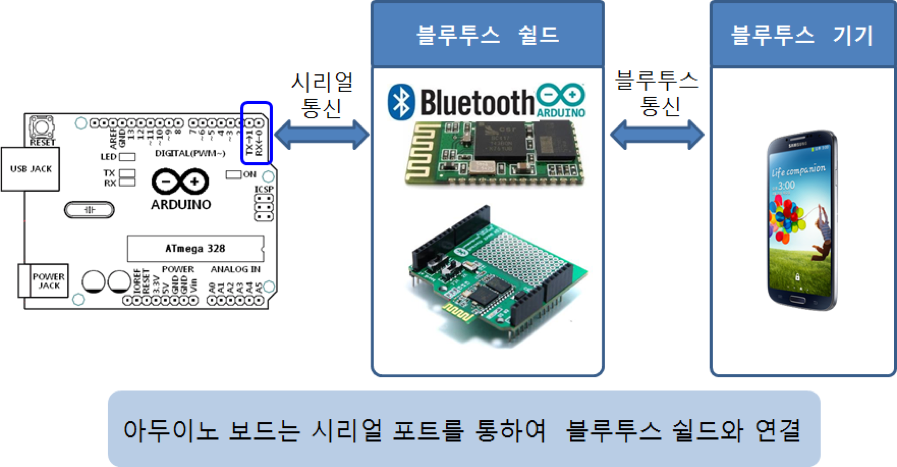 블루투스 쉴드
블루투스 기기
시리얼
통신
블루투스
통신
Bluetooth
ARDUINO
SAMSUNG
Life companion
3:00
RESET
AREF
GND
13
12
~11
~10
~9
8
7
~6
~5
4
~3
2
TX→1
RX←0
DIGITAL(PWM~)
USB JACK
LED
TX
RX
ARDUINO
ON
ICSP
ATmega 328
POWER
JACK
POWER
ANALOG IN
IOREF
RESET
3.3V
5V
GND
GND
Vin
A0
A1
A2
A3
A4
A5
아두이노 보드는 시리얼 포트를 통하여 블루투스 쉴드와 연결